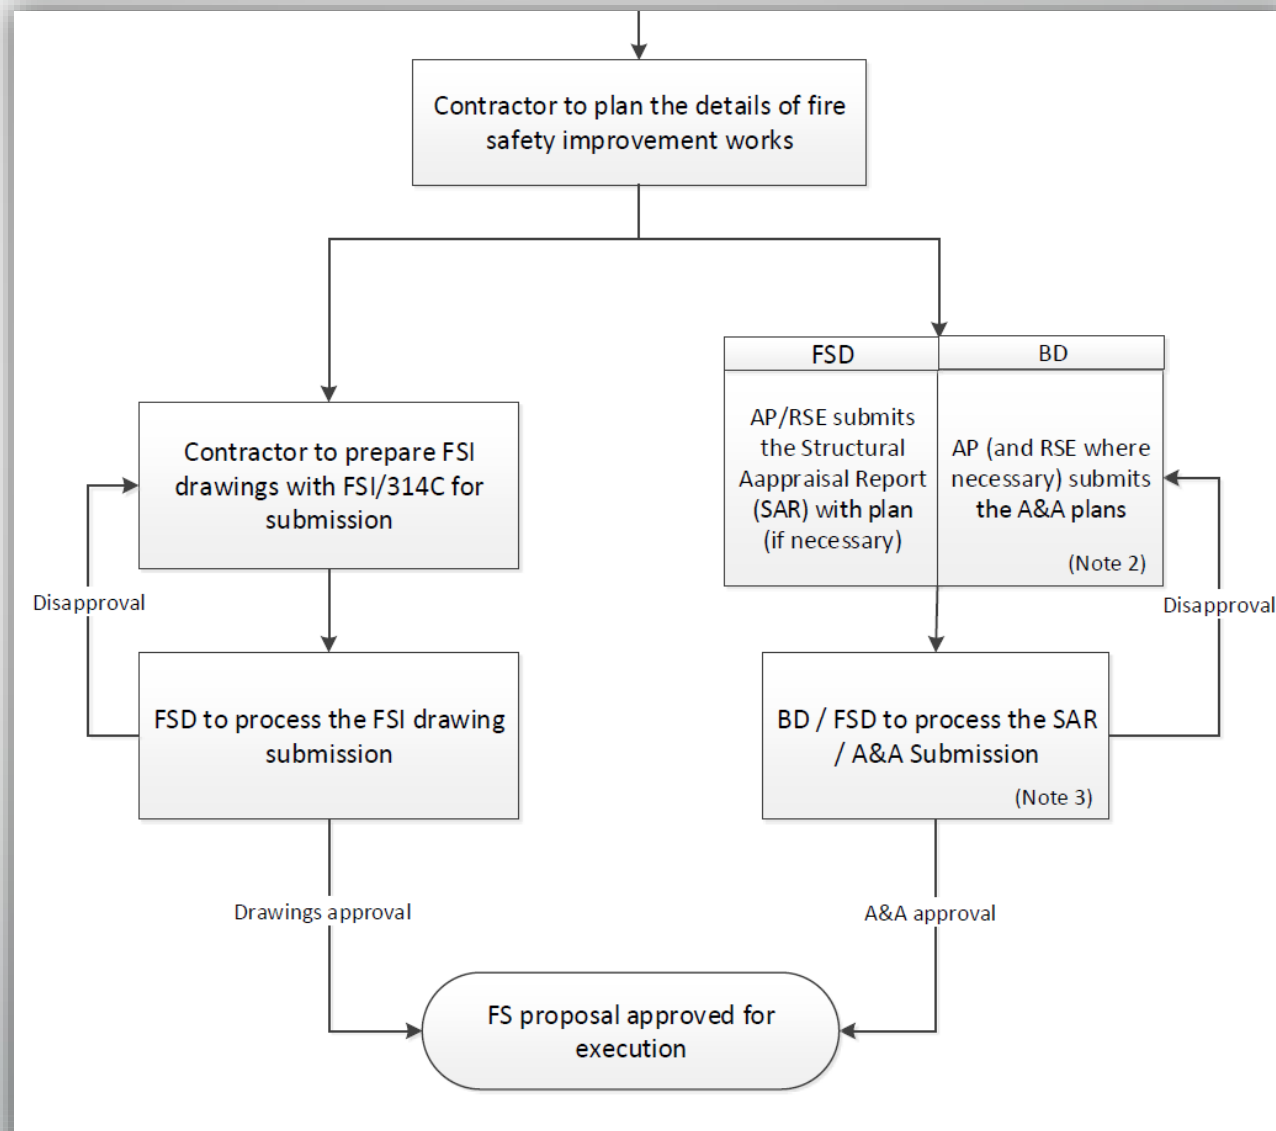 Contractor to plan the details of fire
safety improvement works
FSD
BD
AP/RSE submits
the Structural
Aappraisal Report
(SAR) with plan
(if necessary)
AP (and RSE where
necessary) submits
the A&A plans
(Note 2)
Contractor to prepare FSI
drawings with FSI/314C for
submission
Disapproval
Disapproval
FSD to process the FSI drawing
submission
BD / FSD to process the SAR
/ A&A Submission
(Note 3)
Drawings approval
A&A approval
FS proposal approved for
execution